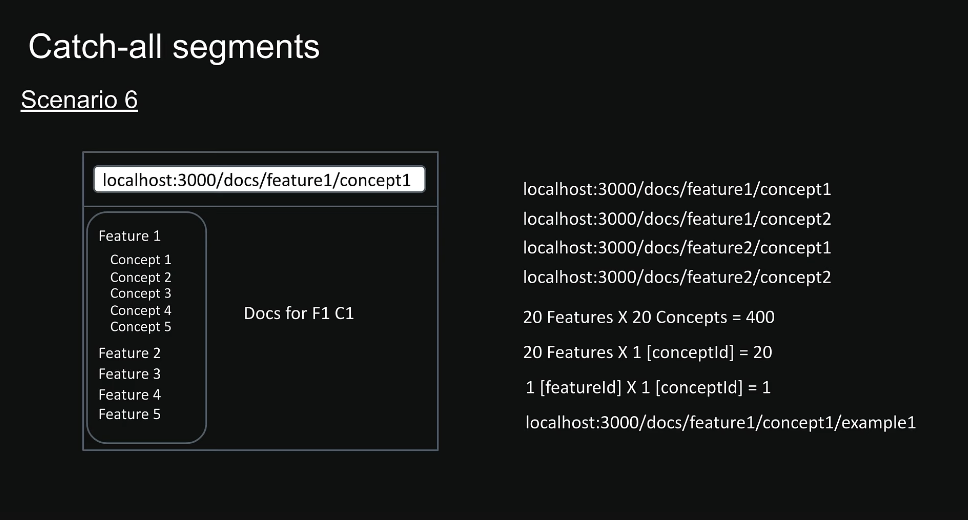 Catch-all segments
Scenario 6
localhost:3000/docs/feature1/concept1
Feature 1
Concept 1
Concept 2
Concept 3
Concept 4
Concept 5
Feature 2
Feature 3
Feature 4
Feature 5
Docs for F1 C1
localhost:3000/docs/feature1/concept1
localhost:3000/docs/feature1/concept2
localhost:3000/docs/feature2/concept1
localhost:3000/docs/feature2/concept2
20 Features X 20 Concepts = 400
20 Features X 1 [conceptId] = 20
1 [featureId] X 1 [conceptId] = 1
localhost:3000/docs/feature1/concept1/example1